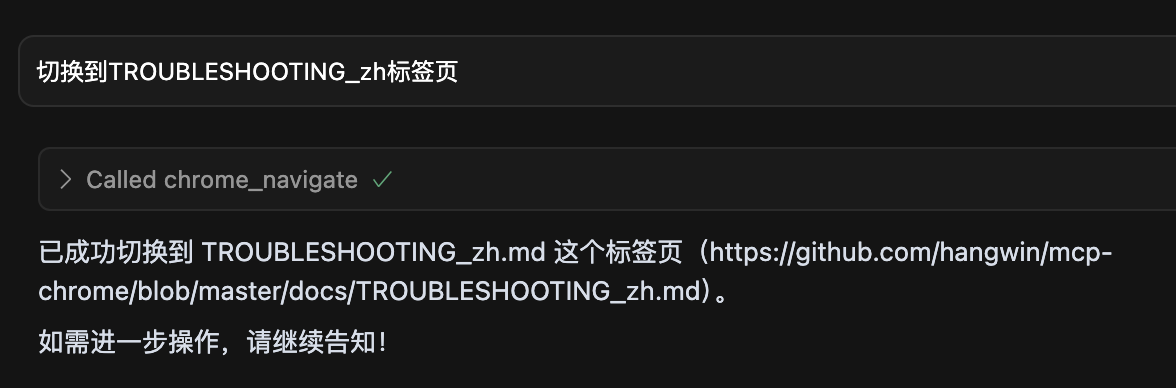 切换到TROUBLESHOOTING_zh标签页
Called chrome_navigate
已成功切换到 TROUBLESHOOTING_zh.md 这个标签页（https://github.com/hangwin/mcp-
chrome/blob/master/docs/TROUBLESHOOTING_zh.md）。
如需进一步操作，请继续告知！